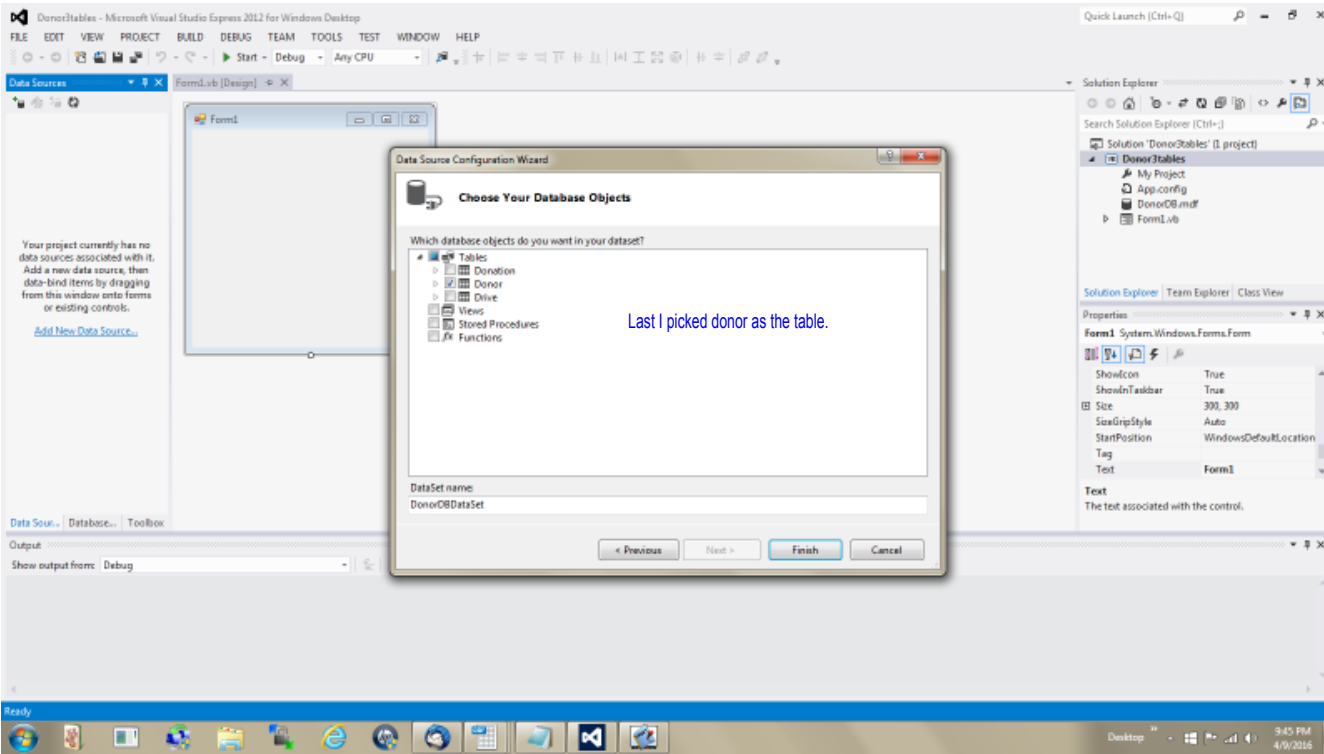 Donor3tables - Microsoft Visual Studio Express 2012 for Windows Desktop
Quick Launch (Ctrl+Q)
FILE EDIT VIEW PROJECT BUILD DEBUG TEAM TOOLS TEST WINDOW HELP
Start Debug Any CPU
Data Sources
Form1.vb [Design]
Solution Explorer
Form1
Search Solution Explorer (Ctrl+;)
Solution 'Donor3tables' (1 project)
Donor3tables
My Project
App.config
DonorDB.mdf
Form1.vb
Data Source Configuration Wizard
Choose Your Database Objects
Which database objects do you want in your dataset?
Tables
Donation
Donor
Drive
Views
Stored Procedures
Functions
Last I picked donor as the table.
DataSet name:
DonorDBDataSet
< Previous Next > Finish Cancel
Your project currently has no
data sources associated with it.
Add a new data source, then
data-bind items by dragging
from this window onto forms
or existing controls.
Add New Data Source...
Solution Explorer Team Explorer Class View
Properties
Form1 System.Windows.Forms.Form
ShowIcon True
ShowInTaskbar True
Size 300, 300
SizeGripStyle Auto
StartPosition WindowsDefaultLocation
Tag
Text Form1
Text
The text associated with the control.
Data Sour... Database... Toolbox
Output
Show output from: Debug
Ready
Desktop
9:45 PM
4/9/2016